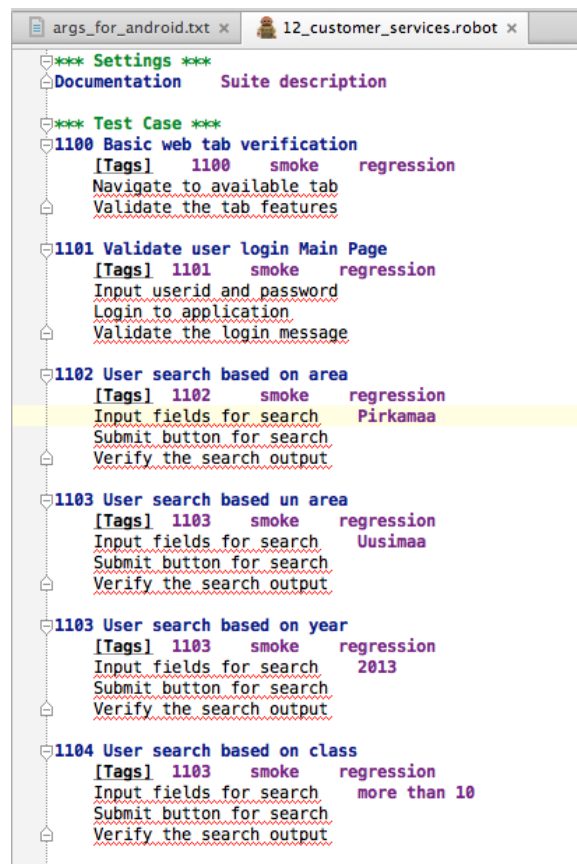 args_for_android.txt × 12_customer_services.robot ×
*** Settings ***
Documentation    Suite description
*** Test Case ***
1100 Basic web tab verification
[Tags]    1100    smoke    regression
Navigate to available tab
Validate the tab features
1101 Validate user login Main Page
[Tags]  1101    smoke    regression
Input userid and password
Login to application
Validate the login message
1102 User search based on area
[Tags]  1102     smoke    regression
Input fields for search    Pirkamaa
Submit button for search
Verify the search output
1103 User search based un area
[Tags]  1103    smoke    regression
Input fields for search    Uusimaa
Submit button for search
Verify the search output
1103 User search based on year
[Tags]  1103    smoke    regression
Input fields for search    2013
Submit button for search
Verify the search output
1104 User search based on class
[Tags]  1103    smoke    regression
Input fields for search    more than 10
Submit button for search
Verify the search output